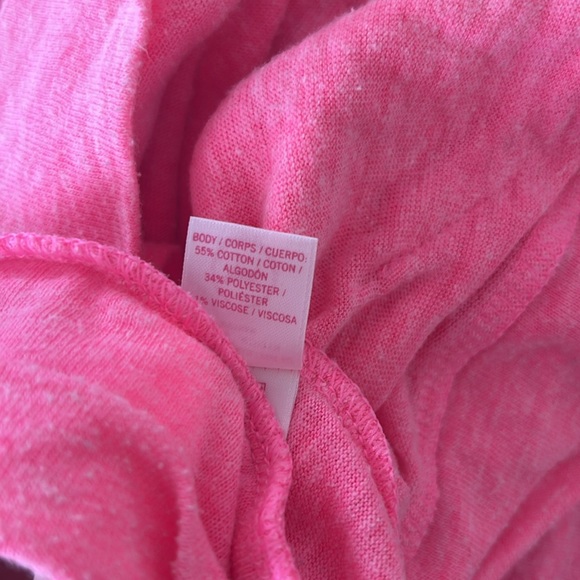 BODY / CORPS / CUERPO:
55% COTTON / COTON /
ALGODÓN
34% POLYESTER /
POLIÉSTER
VISCOSE / VISCOSA